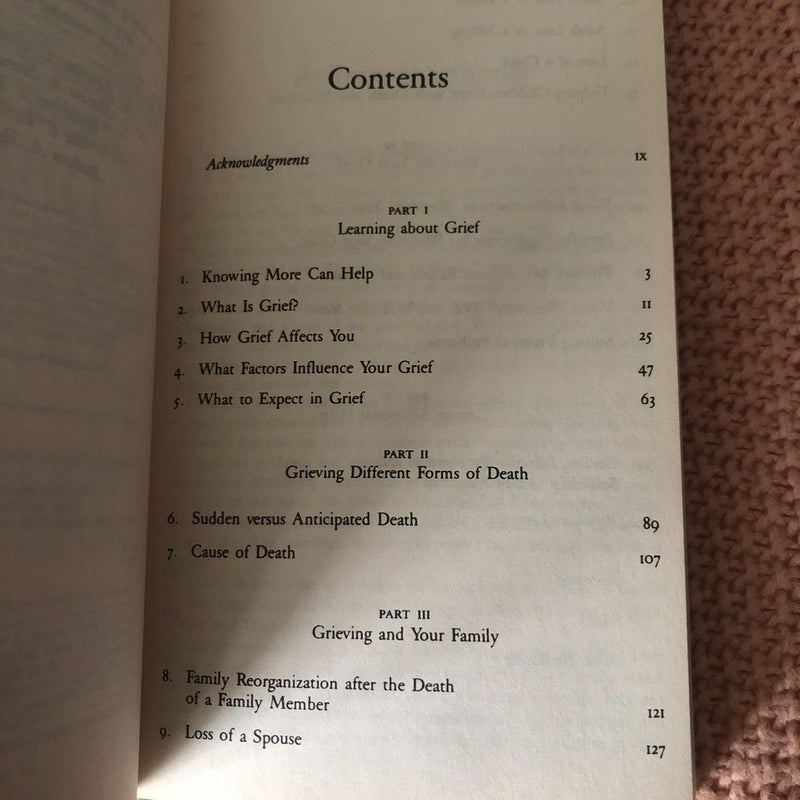 Contents
Acknowledgments IX
PART I
Learning about Grief
1. Knowing More Can Help 3
2. What Is Grief? 11
3. How Grief Affects You 25
4. What Factors Influence Your Grief 47
5. What to Expect in Grief 63
PART II
Grieving Different Forms of Death
6. Sudden versus Anticipated Death 89
7. Cause of Death 107
PART III
Grieving and Your Family
8. Family Reorganization after the Death
of a Family Member 121
9. Loss of a Spouse 127